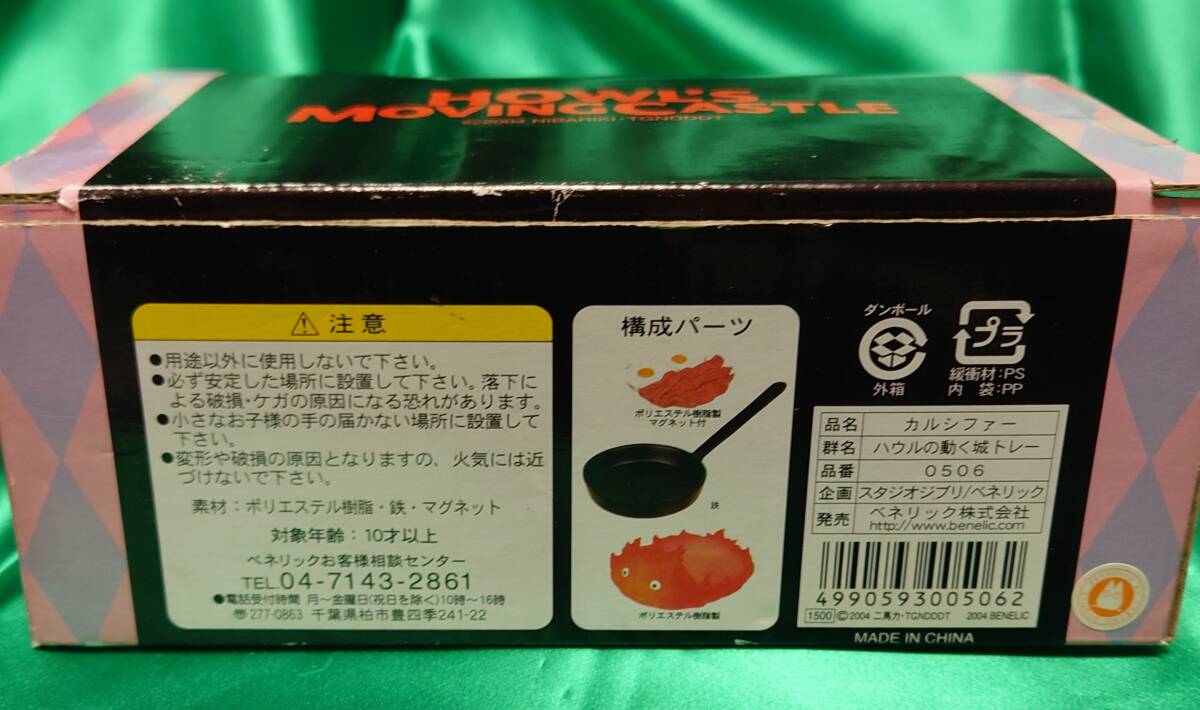 HOWL'S
MOVING CASTLE
©2004 NIBARIKI・TGNDDDT
注意
●用途以外に使用しないで下さい。
●必ず安定した場所に設置して下さい。落下に
よる破損・ケガの原因になる恐れがあります。
●小さなお子様の手の届かない場所に設置して
下さい。
●変形や破損の原因となりますの、火気には近
づけないで下さい。
素材：ポリエステル樹脂・鉄・マグネット
対象年齢：10才以上
ベネリックお客様相談センター
TEL.04-7143-2861
●電話受付時間 月～金曜日(祝日を除く)10時～16時
〠277-0863 千葉県柏市豊四季241-22
構成パーツ
ポリエステル樹脂製
マグネット付
鉄
ポリエステル樹脂製
ダンボール
外箱
プラ
緩衝材：PS
内 袋：PP
品名 カルシファー
群名 ハウルの動く城トレー
品番 0506
企画 スタジオジブリ/ベネリック
発売 ベネリック株式会社
http://www.benelic.com
4990593005062
1500 ©2004 二馬力・TGNDDDT 2004 BENELIC
MADE IN CHINA